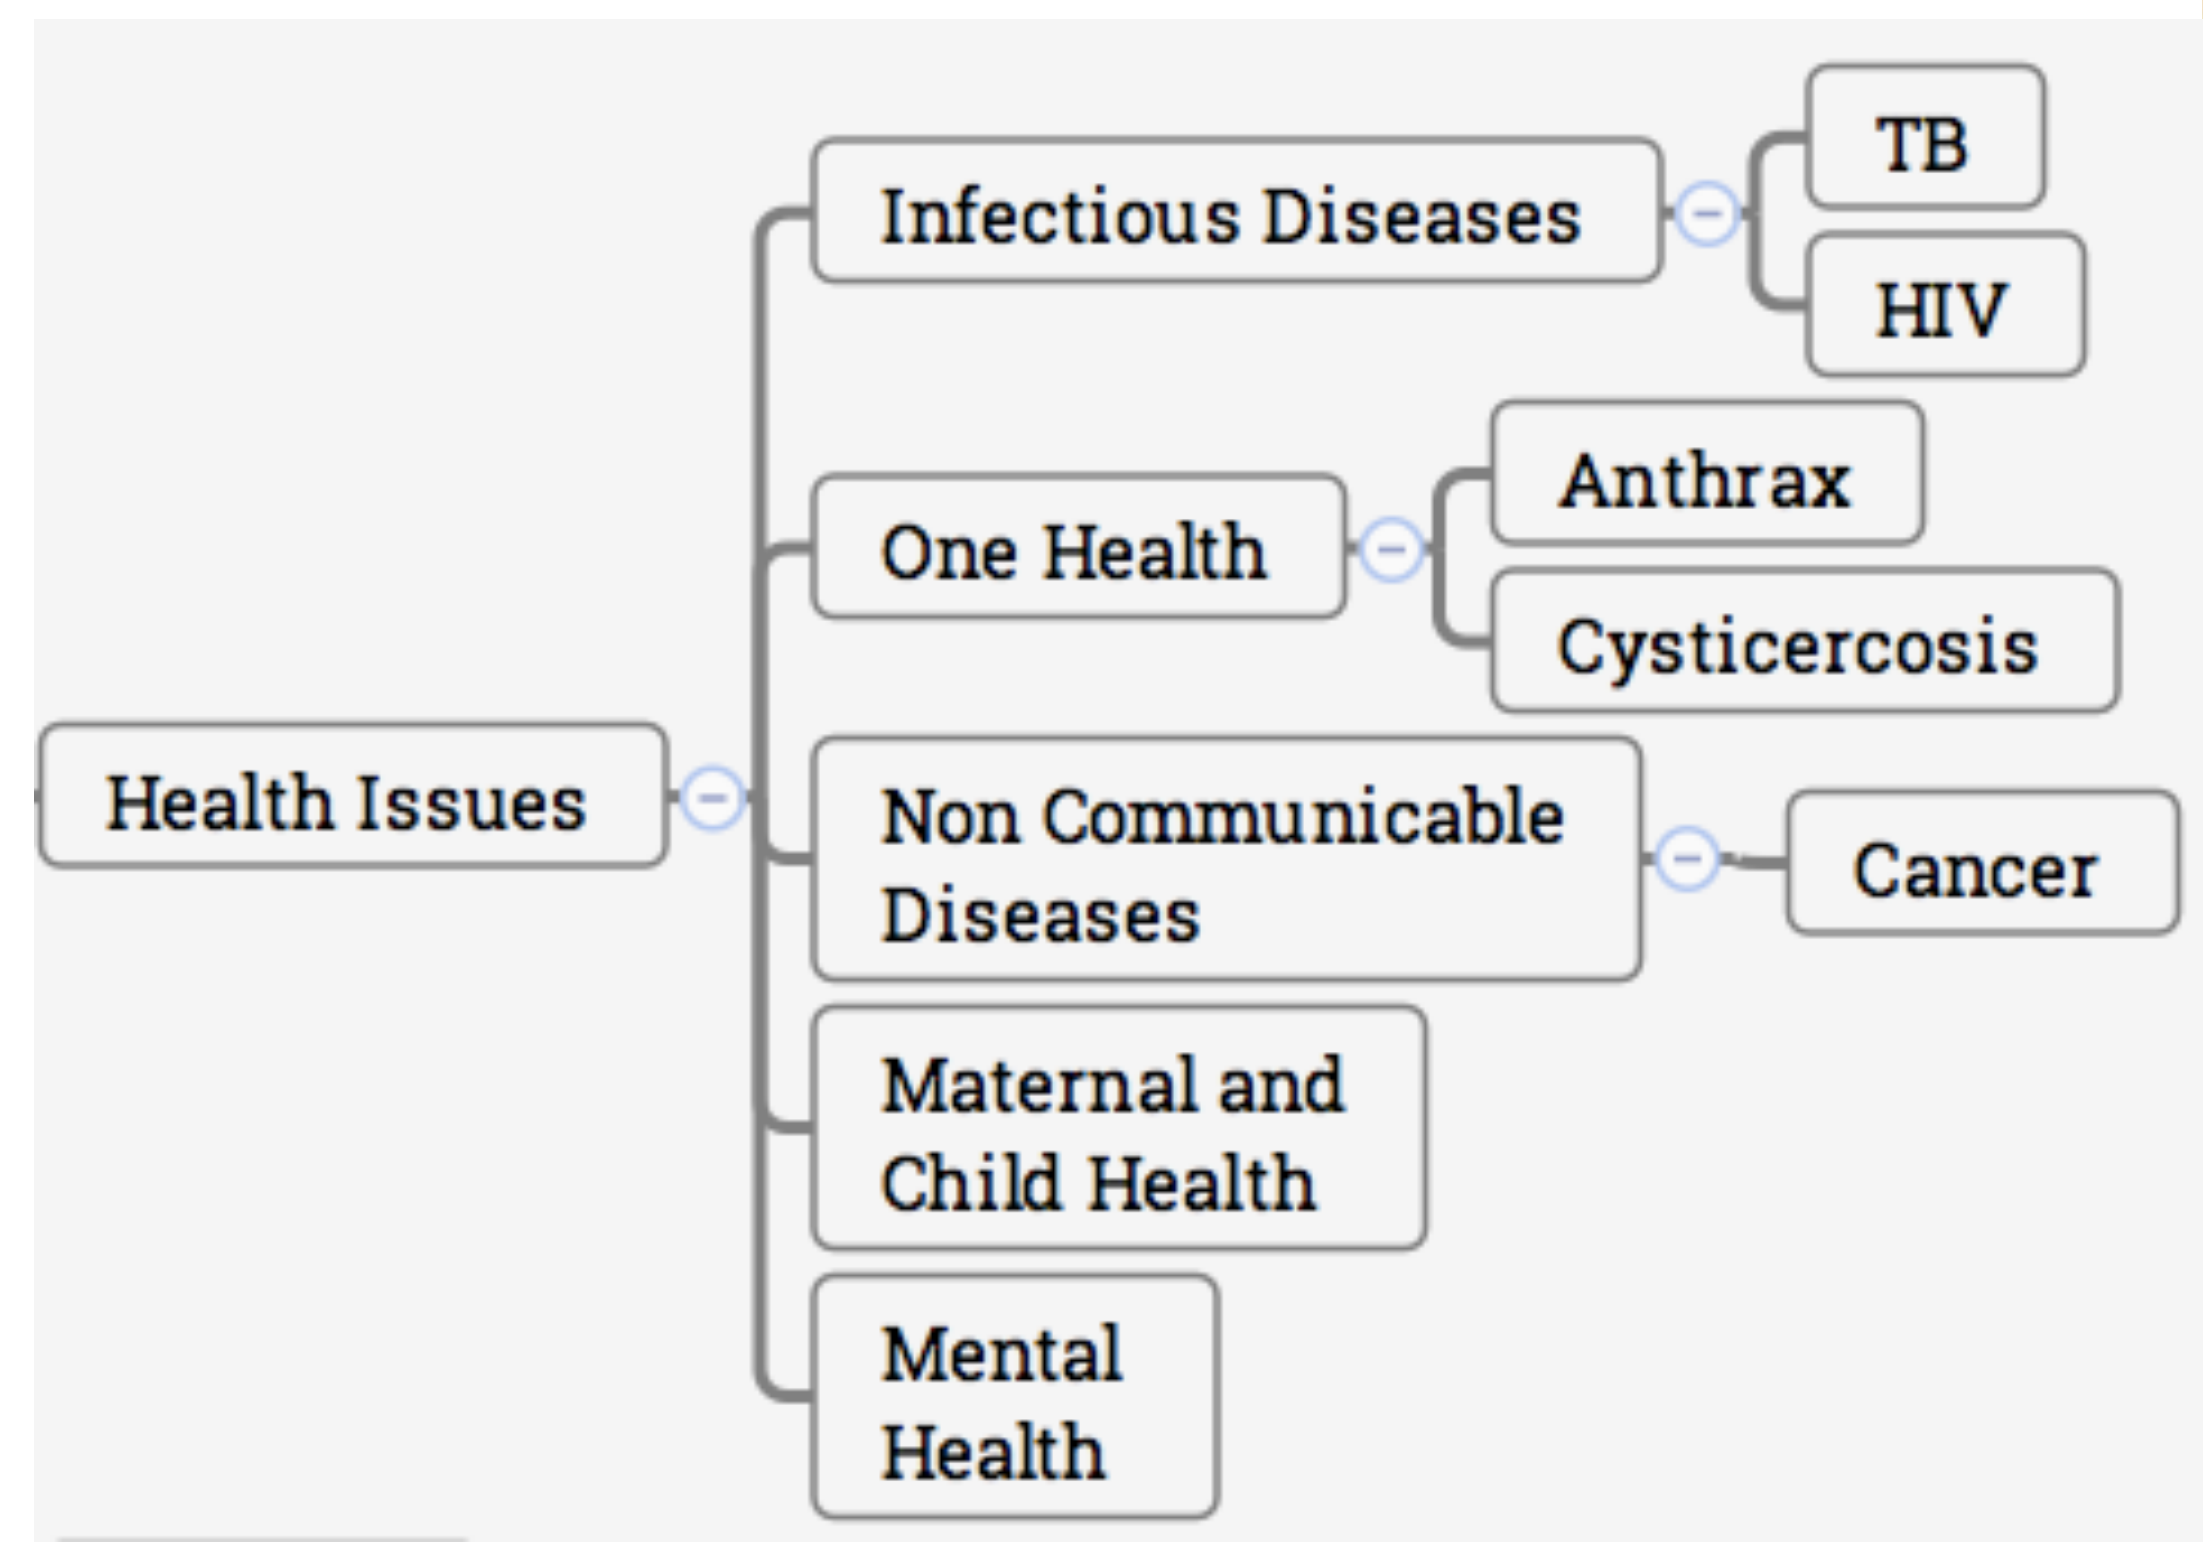 TB
Infectious Diseases
HIV
Anthrax
One Health
Cysticercosis
Health Issues
Non Communicable
Diseases
Cancer
Maternal and
Child Health
Mental
Health